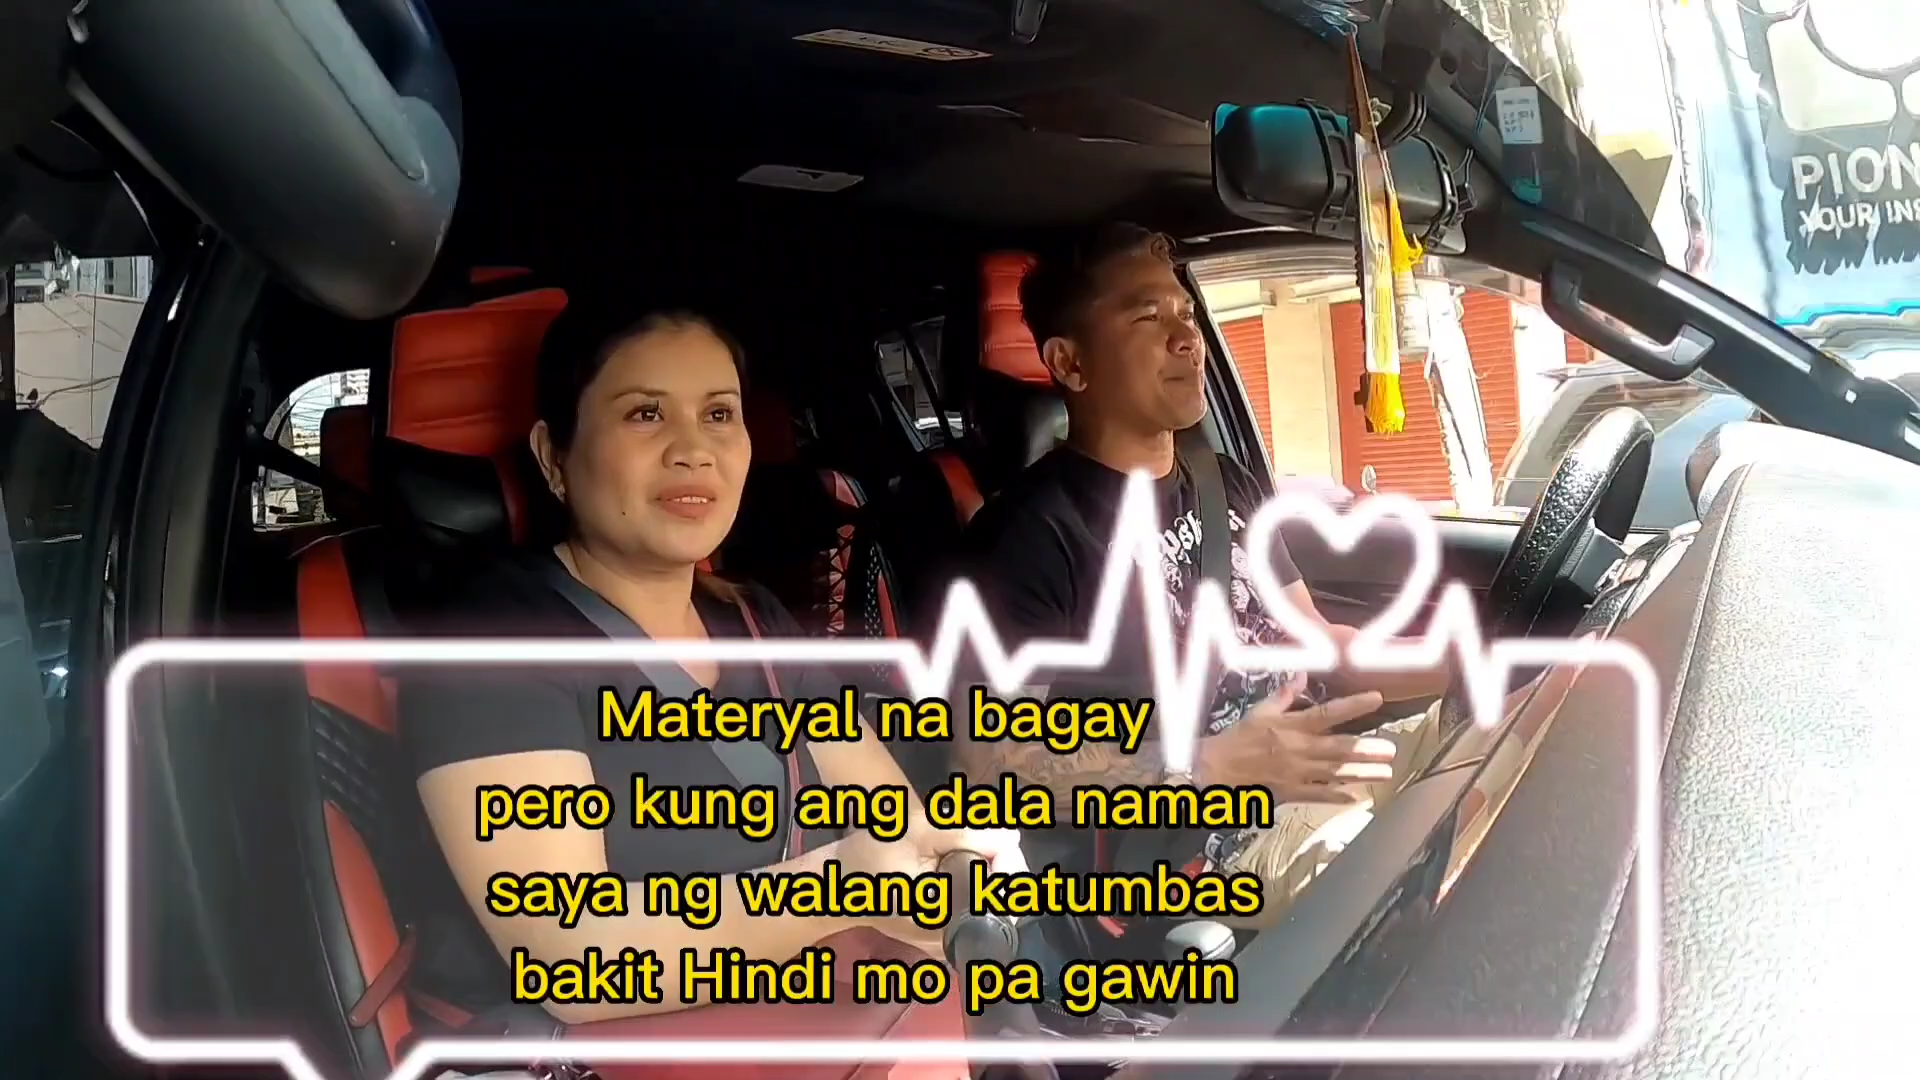 PION
YOUR INS
Materyal na bagay
pero kung ang dala naman
saya ng walang katumbas
bakit Hindi mo pa gawin